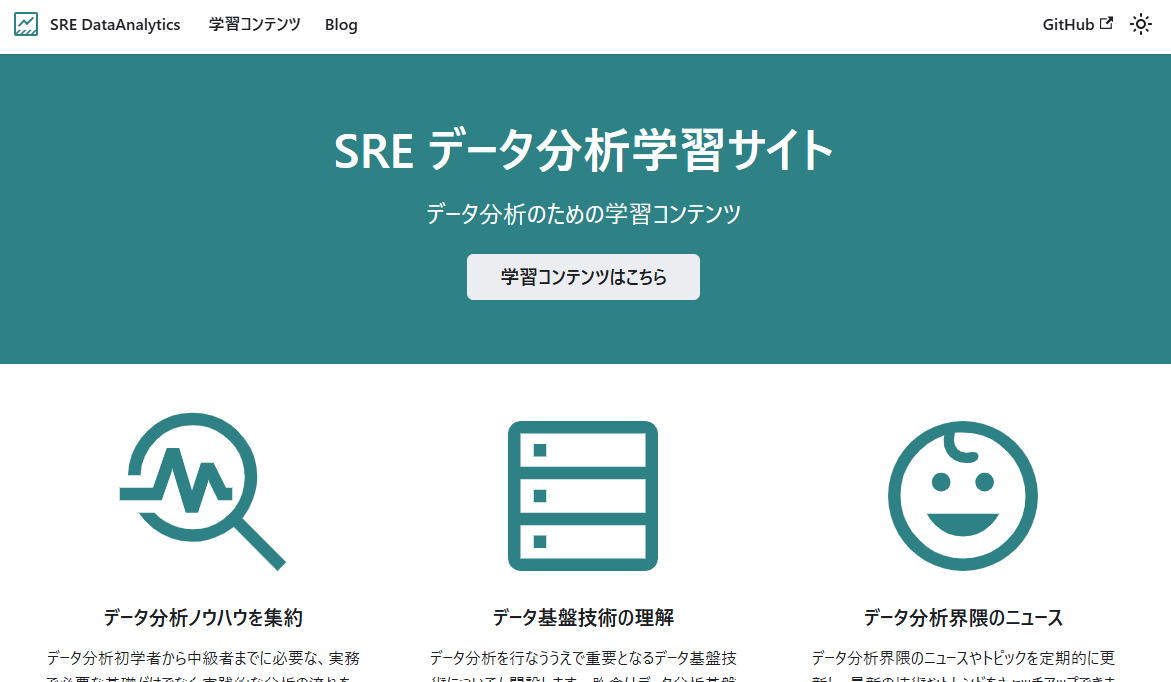 SRE DataAnalytics 学習コンテンツ Blog GitHub
SRE データ分析学習サイト
データ分析のための学習コンテンツ
学習コンテンツはこちら
データ分析ノウハウを集約
データ分析初学者から中級者までに必要な、実務
データ基盤技術の理解
データ分析を行なううえで重要となるデータ基盤技
データ分析界隈のニュース
データ分析界隈のニュースやトピックを定期的に更